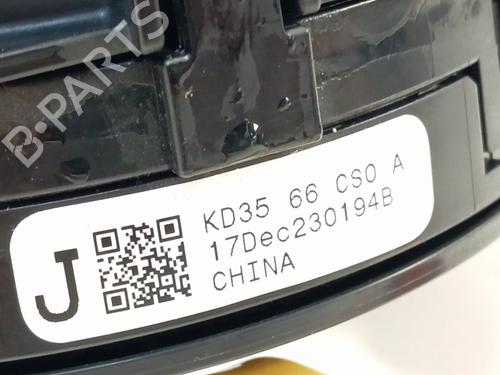 B-PARTS
J
KD35 66 CS0 A
17Dec230194B
CHINA